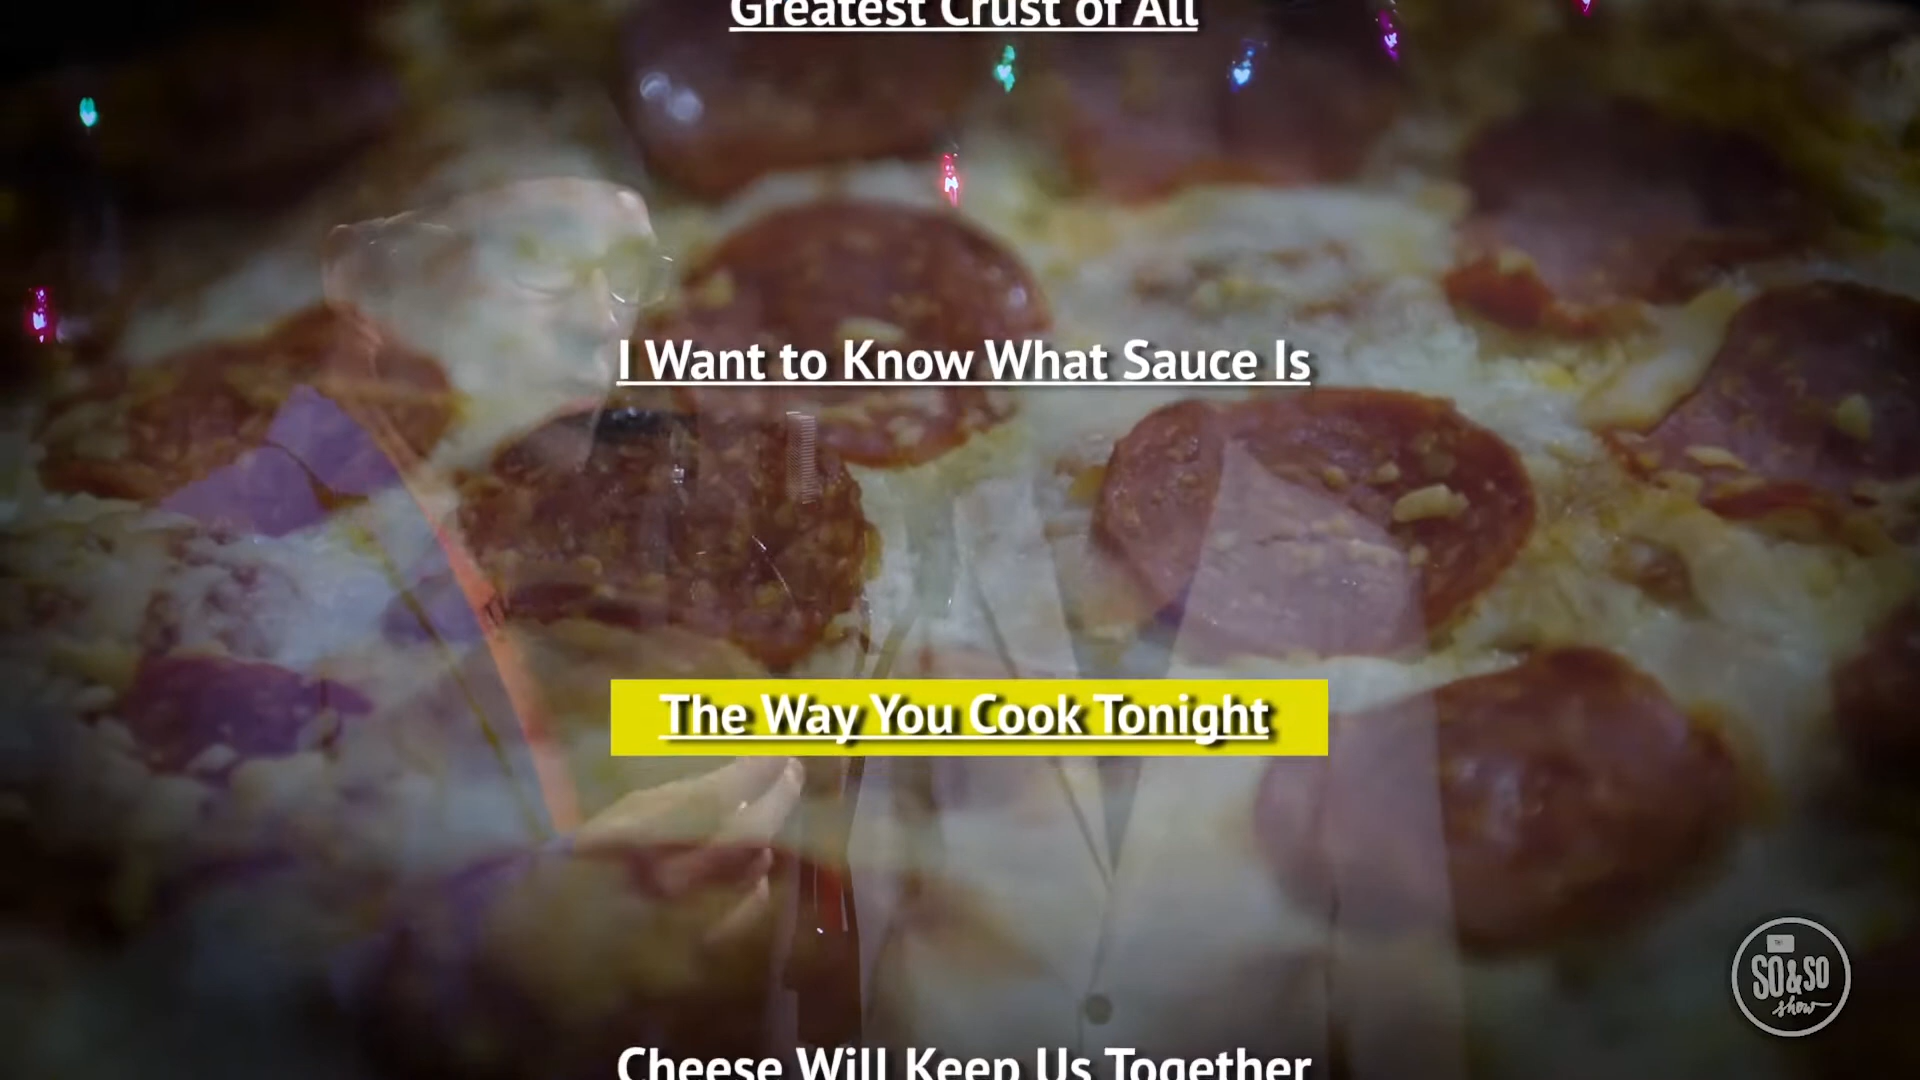 Greatest Crust of All
I Want to Know What Sauce Is
The Way You Cook Tonight
Cheese Will Keep Us Together
SO & SO
show